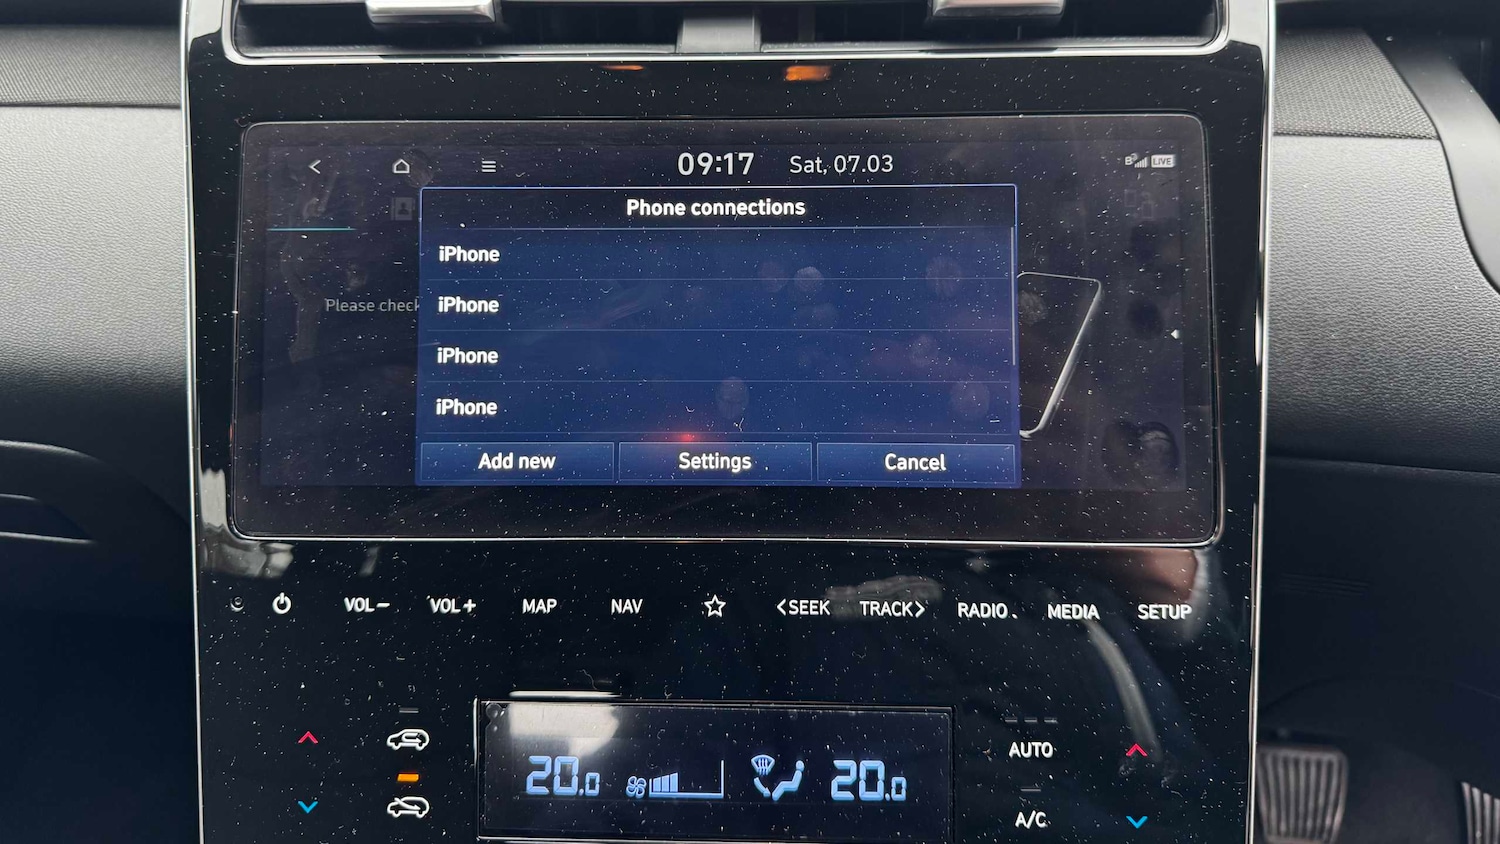 09:17 Sat, 07.03 LIVE
Phone connections
iPhone
Please check
iPhone
iPhone
iPhone
Add new Settings Cancel
VOL− VOL+ MAP NAV <SEEK TRACK> RADIO MEDIA SETUP
AUTO
20.0 20.0
A/C